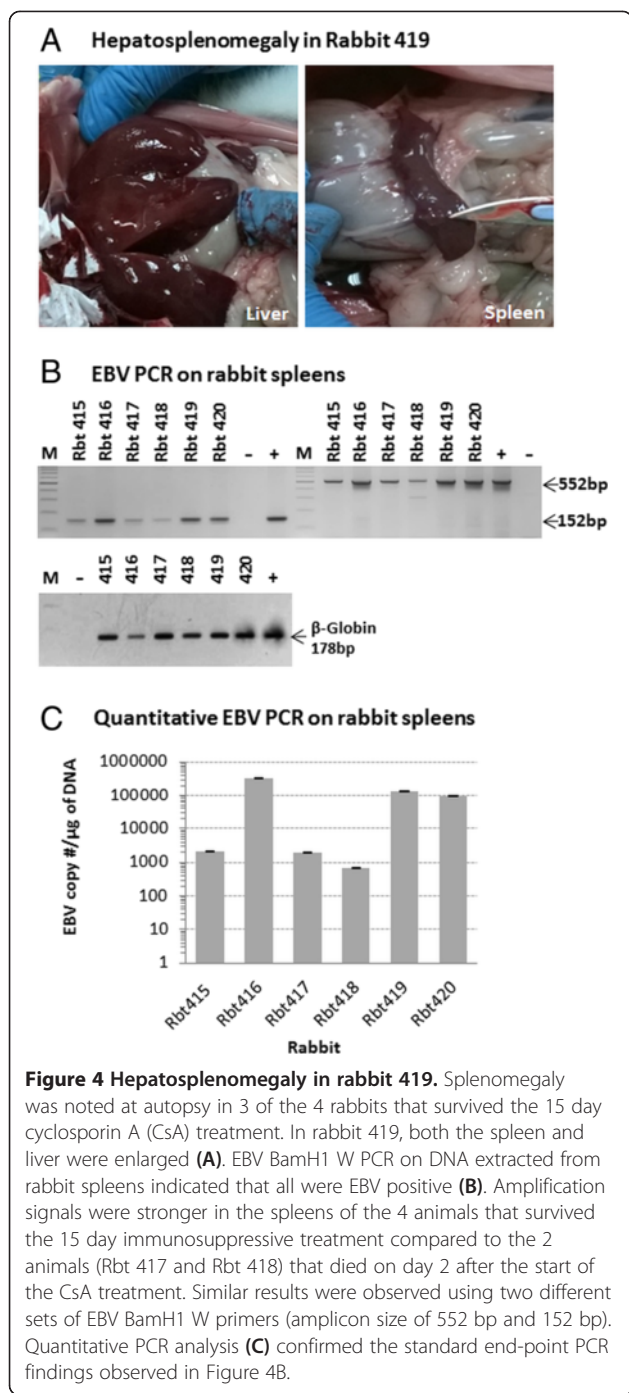 A Hepatosplenomegaly in Rabbit 419
Liver
Spleen
B EBV PCR on rabbit spleens
M Rbt 415 Rbt 416 Rbt 417 Rbt 418 Rbt 419 Rbt 420 - + M Rbt 415 Rbt 416 Rbt 417 Rbt 418 Rbt 419 Rbt 420 + -
552bp
152bp
M - 415 416 417 418 419 420 +
β-Globin
178bp
C Quantitative EBV PCR on rabbit spleens
EBV copy #/µg of DNA
1000000
100000
10000
1000
100
10
1
Rbt415 Rbt416 Rbt417 Rbt418 Rbt419 Rbt420
Rabbit
Figure 4 Hepatosplenomegaly in rabbit 419. Splenomegaly
was noted at autopsy in 3 of the 4 rabbits that survived the 15 day
cyclosporin A (CsA) treatment. In rabbit 419, both the spleen and
liver were enlarged (A). EBV BamH1 W PCR on DNA extracted from
rabbit spleens indicated that all were EBV positive (B). Amplification
signals were stronger in the spleens of the 4 animals that survived
the 15 day immunosuppressive treatment compared to the 2
animals (Rbt 417 and Rbt 418) that died on day 2 after the start of
the CsA treatment. Similar results were observed using two different
sets of EBV BamH1 W primers (amplicon size of 552 bp and 152 bp).
Quantitative PCR analysis (C) confirmed the standard end-point PCR
findings observed in Figure 4B.